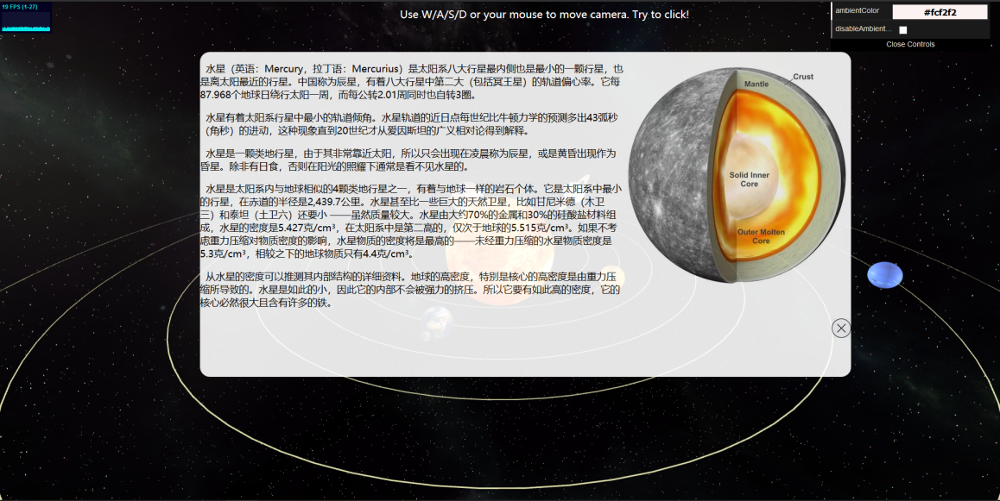 19 FPS (1-27)
Use W/A/S/D or your mouse to move camera. Try to click!
ambientColor
#fcf2f2
disableAmbient...
Close Controls
水星（英语：Mercury，拉丁语：Mercurius）是太阳系八大行星最内侧也是最小的一颗行星，也
是离太阳最近的行星。中国称为辰星，有着八大行星中第二大（包括冥王星）的轨道偏心率。它每
87.968个地球日绕行太阳一周，而每公转2.01周同时也自转3圈。
水星有着太阳系行星中最小的轨道倾角。水星轨道的近日点每世纪比牛顿力学的预测多出43弧秒
（角秒）的进动，这种现象直到20世纪才从爱因斯坦的广义相对论得到解释。
水星是一颗类地行星，由于其非常靠近太阳，所以只会出现在凌晨称为辰星，或是黄昏出现作为
昏星。除非有日食，否则在阳光的照耀下通常是看不见水星的。
水星是太阳系内与地球相似的4颗类地行星之一，有着与地球一样的岩石个体。它是太阳系中最小
的行星，在赤道的半径是2,439.7公里。水星甚至比一些巨大的天然卫星，比如甘尼米德（木卫
三）和泰坦（土卫六）还要小 ——虽然质量较大。水星由大约70%的金属和30%的硅酸盐材料组
成，水星的密度是5.427克/cm³，在太阳系中是第二高的，仅次于地球的5.515克/cm³。如果不考
虑重力压缩对物质密度的影响，水星物质的密度将是最高的——未经重力压缩的水星物质密度是
5.3克/cm³，相较之下的地球物质只有4.4克/cm³。
从水星的密度可以推测其内部结构的详细资料。地球的高密度，特别是核心的高密度是由重力压
缩所导致的。水星是如此的小，因此它的内部不会被强力的挤压。所以它要有如此高的密度，它的
核心必然很大且含有许多的铁。
Crust
Mantle
Solid Inner
Core
Outer Molten
Core